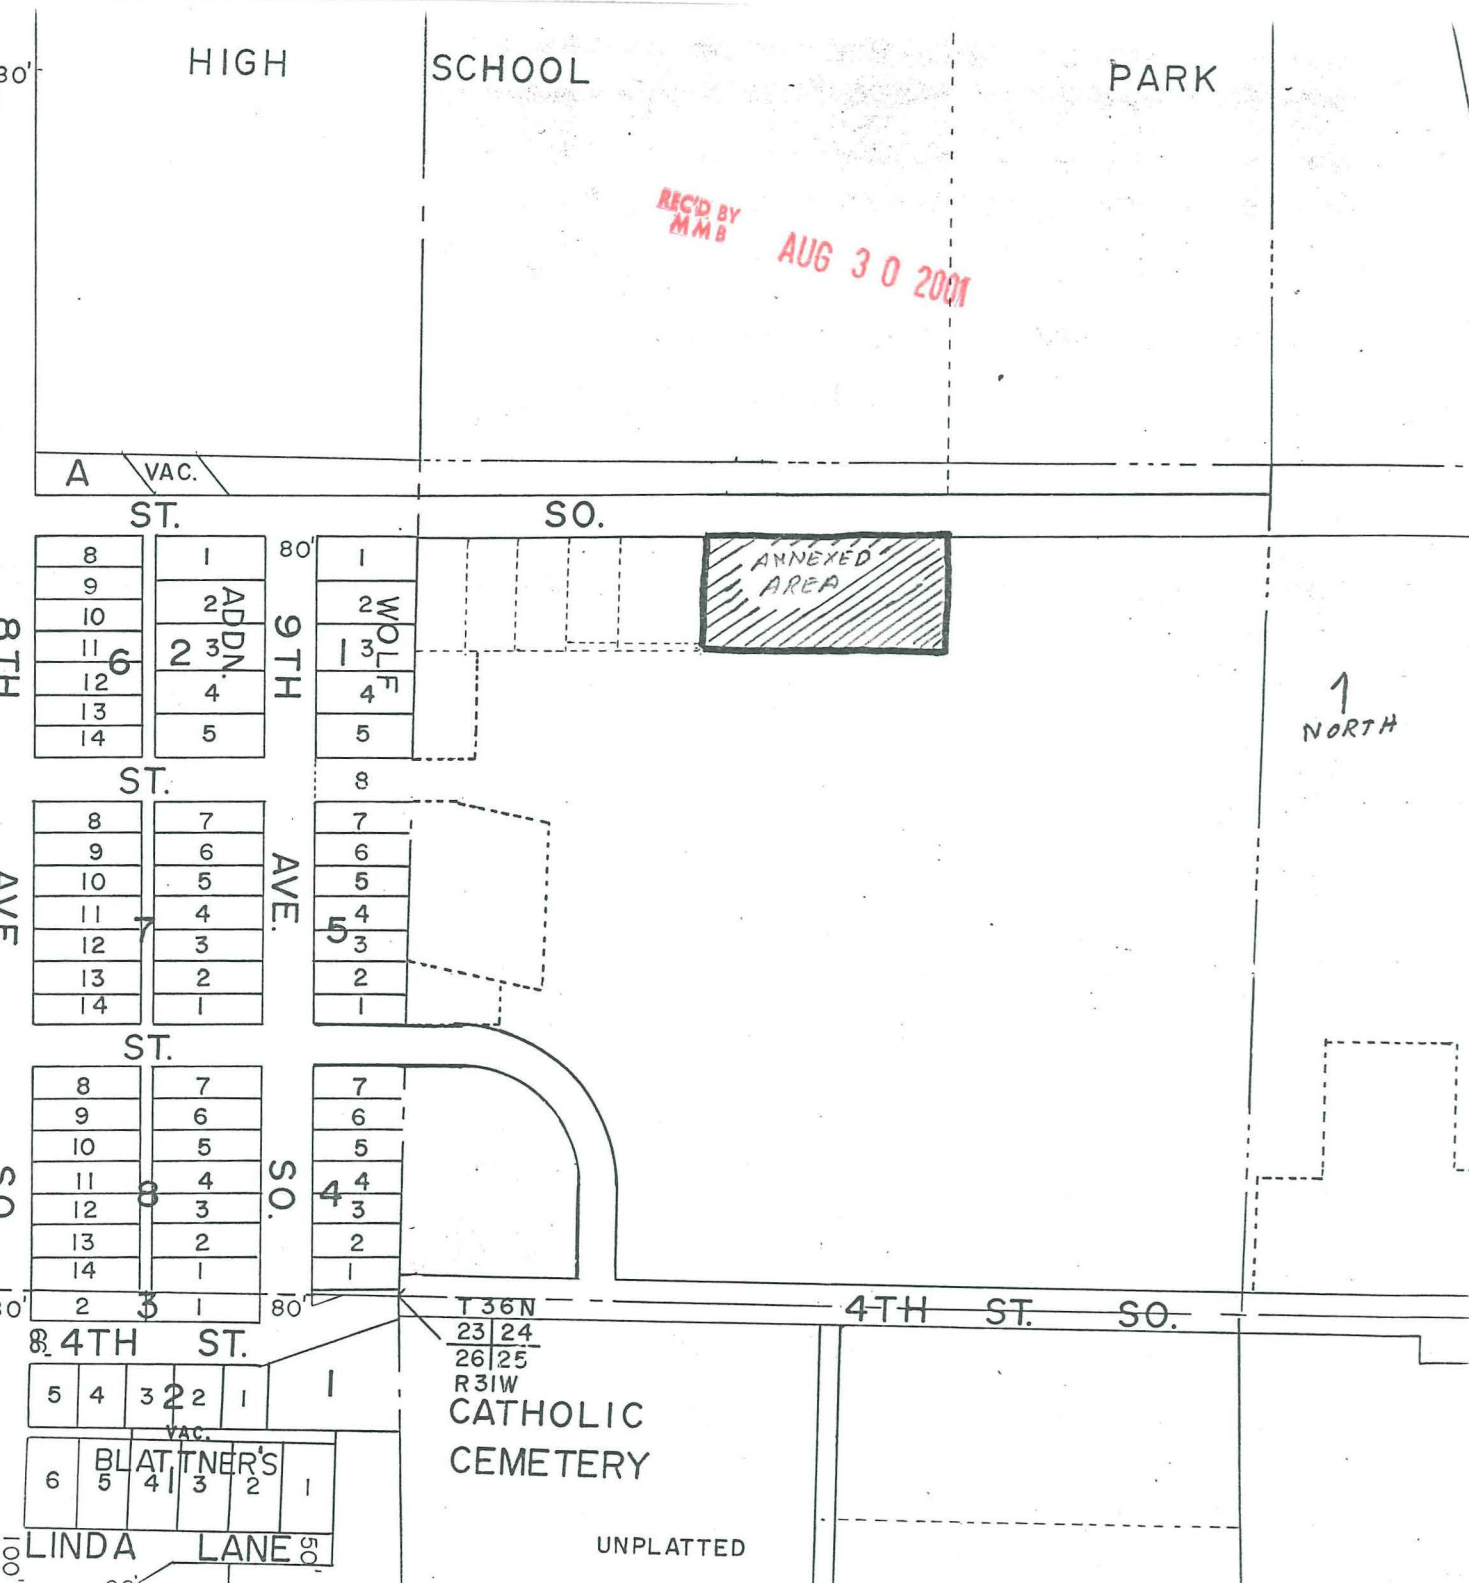 HIGH SCHOOL PARK
30'
REC'D BY
MMB
AUG 30 2001
A VAC.
ST. SO.
80'
8 1 1
9
10 2 2
11 3 3
12 4 4
13
14 5 5
6 2 1
ADDN.
WOLF
8TH
9TH
ANNEXED
AREA
1
NORTH
ST.
8
8 7 7
9 6 6
10 5 5
11 4 4
12 3 3
13 2 2
14 1 1
7 5
AVE.
AVE.
ST.
8 7 7
9 6 6
10 5 5
11 4 4
12 3 3
13 2 2
14 1 1
8 4
SO.
SO.
2 3 1
80'
T36N
23 24
26 25
R31W
4TH ST. SO.
4TH ST.
5 4 3 2 2 1 1
VAC.
BLATTNER'S
6 5 4 1 3 2 1
CATHOLIC
CEMETERY
UNPLATTED
LINDA LANE 50'
100'